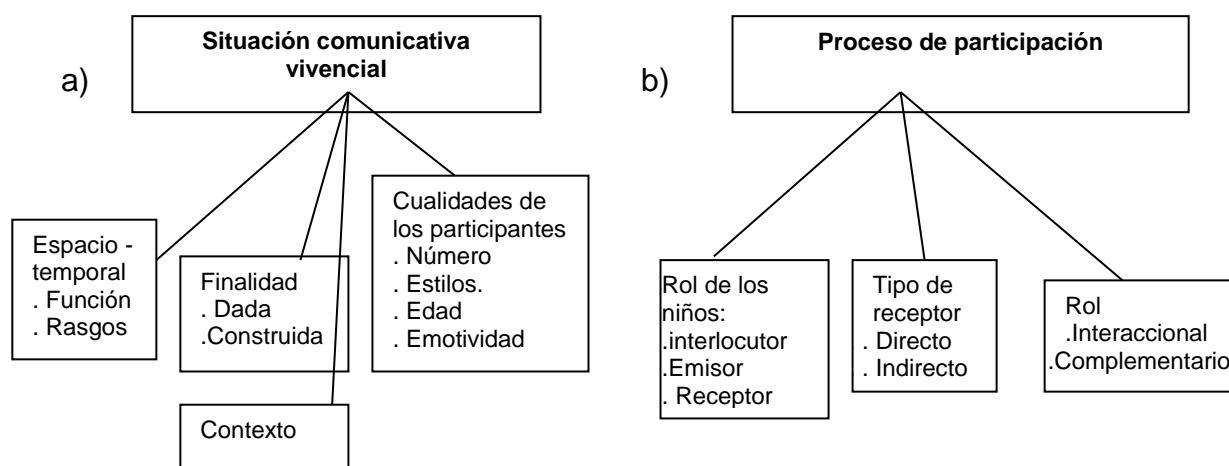 a)
Situación comunicativa
vivencial
Espacio -
temporal
. Función
. Rasgos
Finalidad
. Dada
.Construida
Contexto
Cualidades de
los participantes
. Número
. Estilos.
. Edad
. Emotividad
b)
Proceso de participación
Rol de los
niños:
.interlocutor
.Emisor
. Receptor
Tipo de
receptor
. Directo
. Indirecto
Rol
.Interaccional
.Complementario